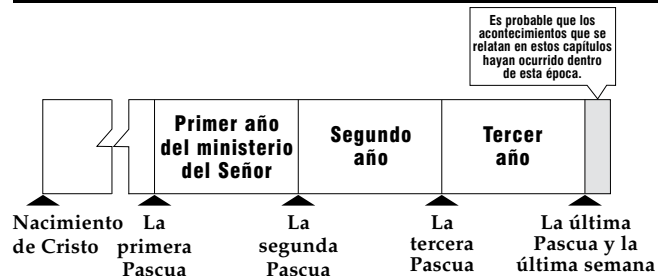 Es probable que los
acontecimientos que se
relatan en estos capítulos
hayan ocurrido dentro
de esta época.
Primer año
del ministerio
del Señor
Segundo
año
Tercer
año
Nacimiento
de Cristo
La
primera
Pascua
La
segunda
Pascua
La
tercera
Pascua
La última
Pascua y la
última semana